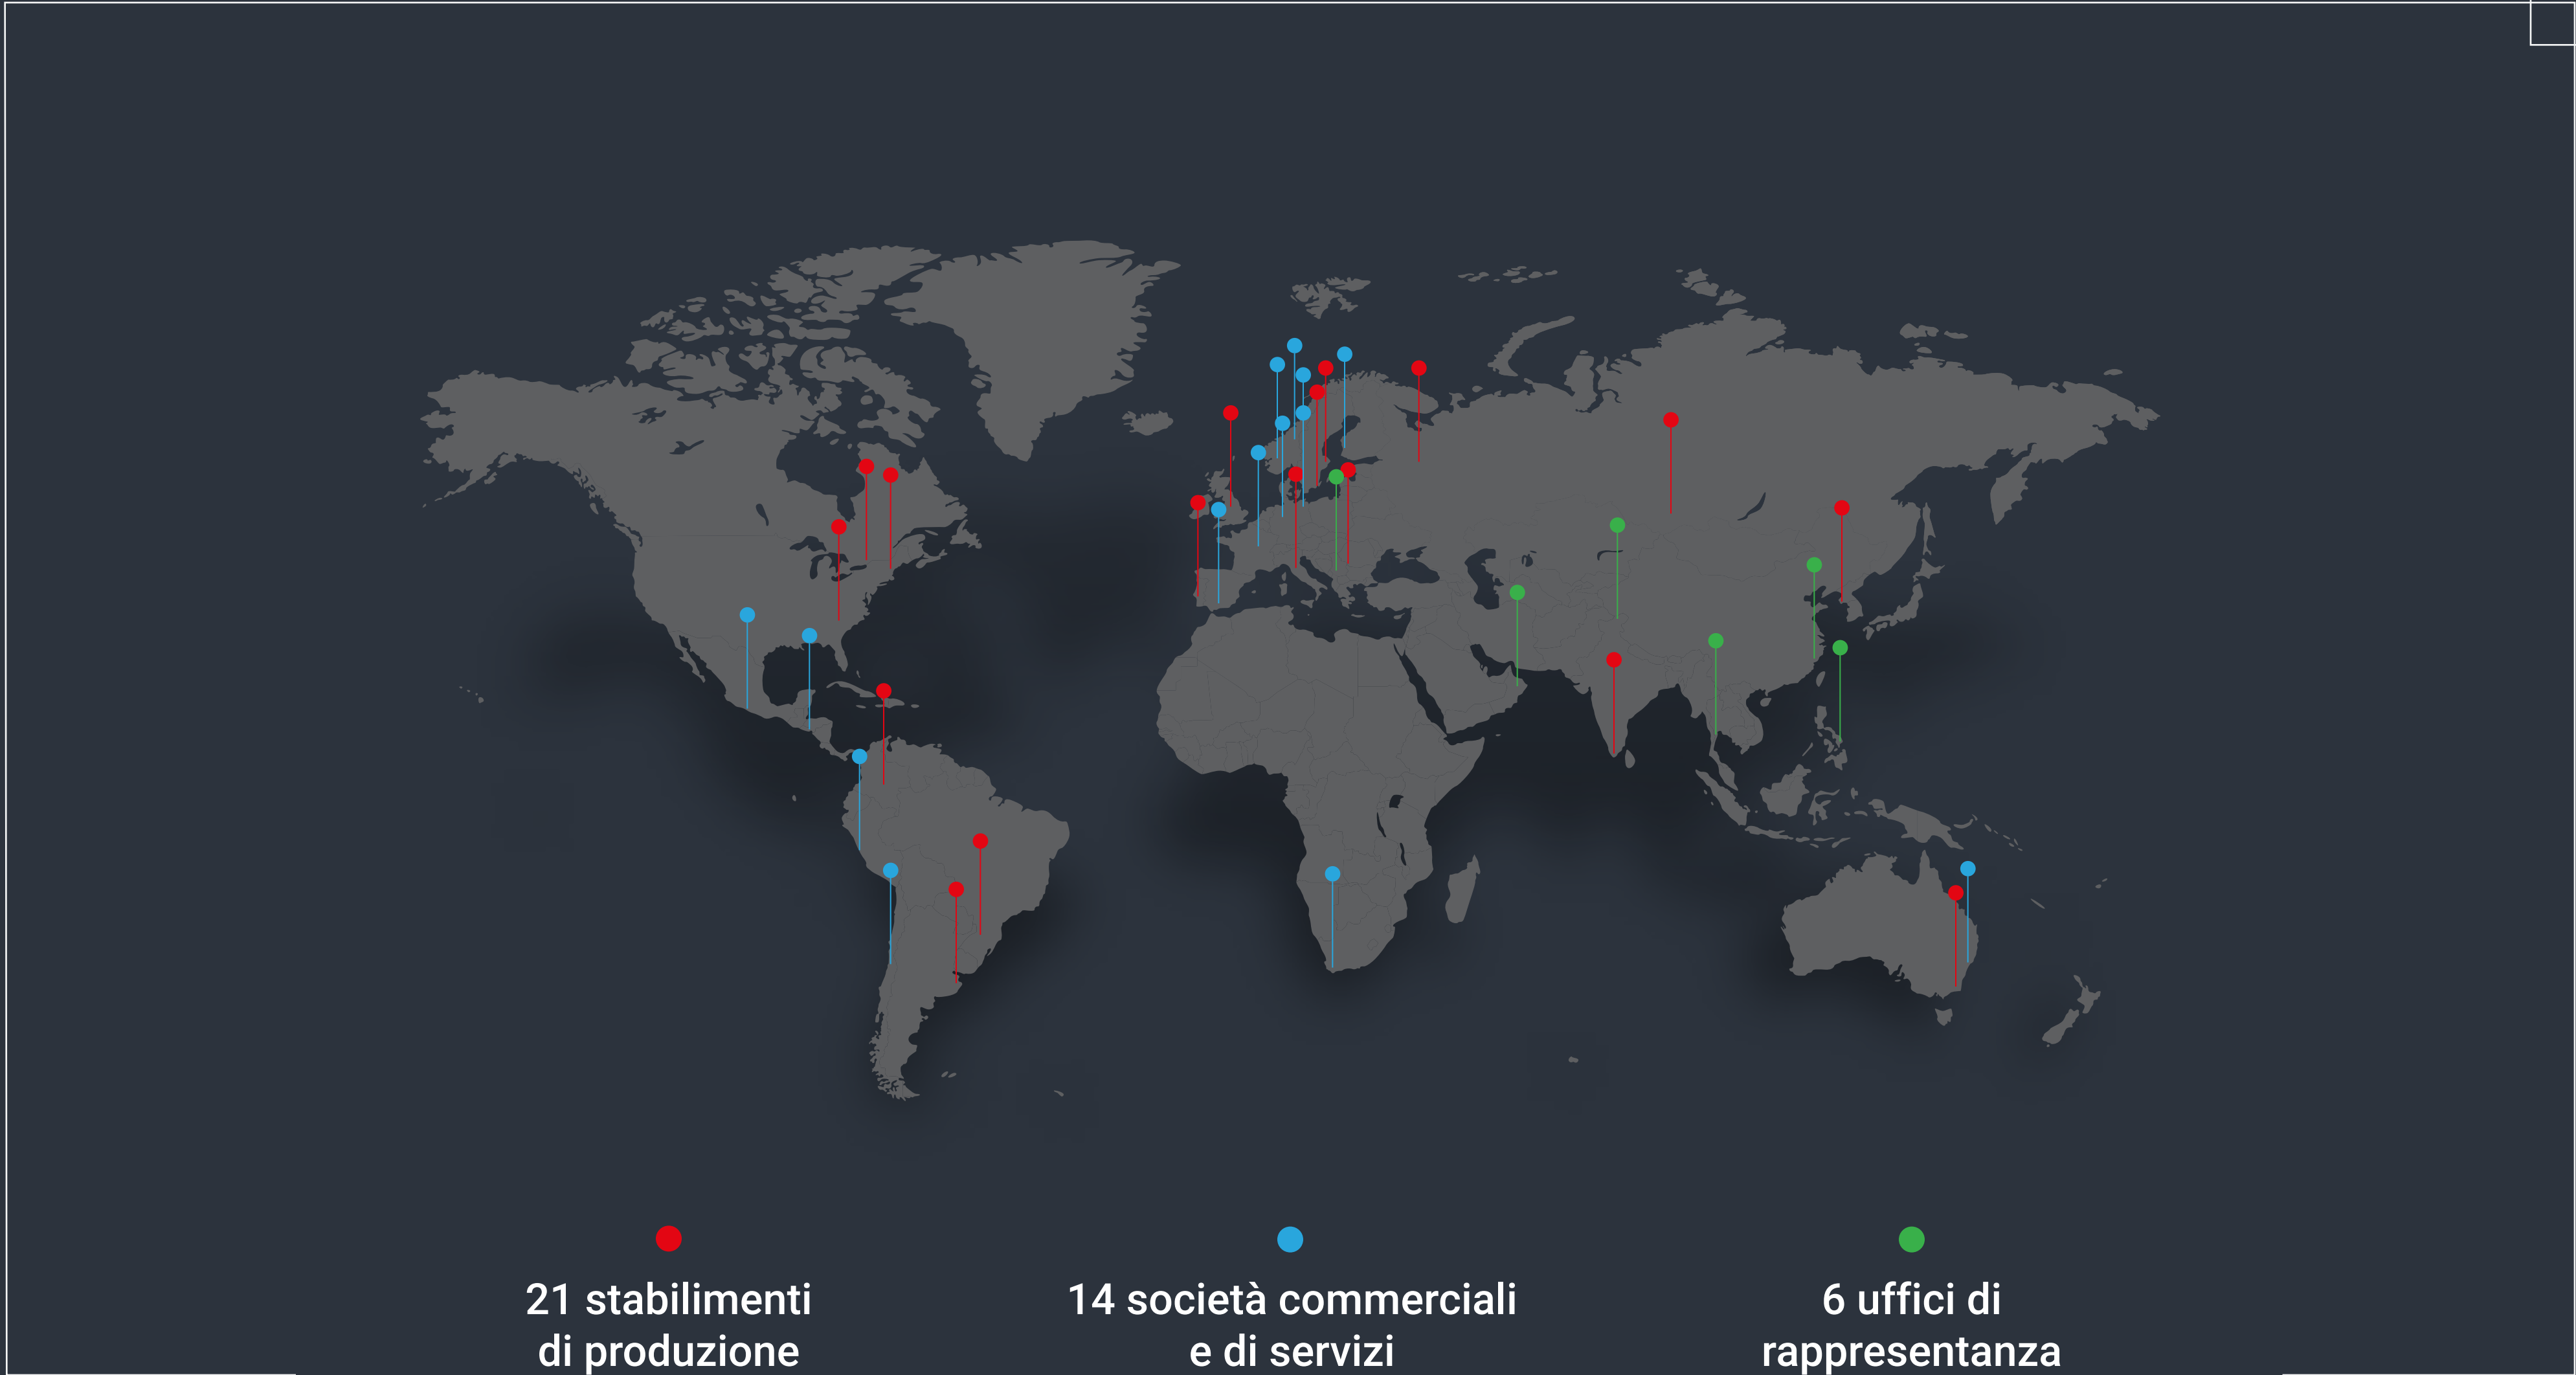 21 stabilimenti
di produzione
14 società commerciali
e di servizi
6 uffici di
rappresentanza